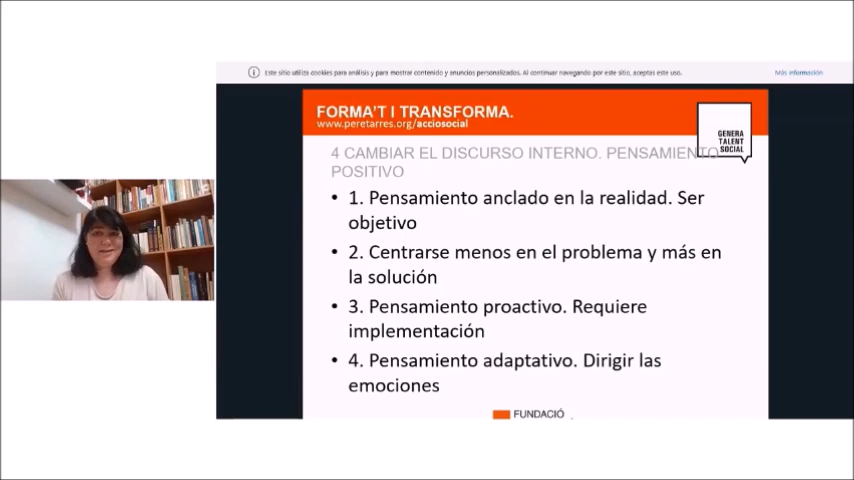 Este sitio utiliza cookies para análisis y para mostrar contenido y anuncios personalizados. Al continuar navegando por este sitio, aceptas este uso.
Más información
FORMA'T I TRANSFORMA.
www.peretarres.org/acciosocial
GENERA
TALENT
SOCIAL
4 CAMBIAR EL DISCURSO INTERNO. PENSAMIENTO
POSITIVO
• 1. Pensamiento anclado en la realidad. Ser
objetivo
• 2. Centrarse menos en el problema y más en
la solución
• 3. Pensamiento proactivo. Requiere
implementación
• 4. Pensamiento adaptativo. Dirigir las
emociones
FUNDACIÓ